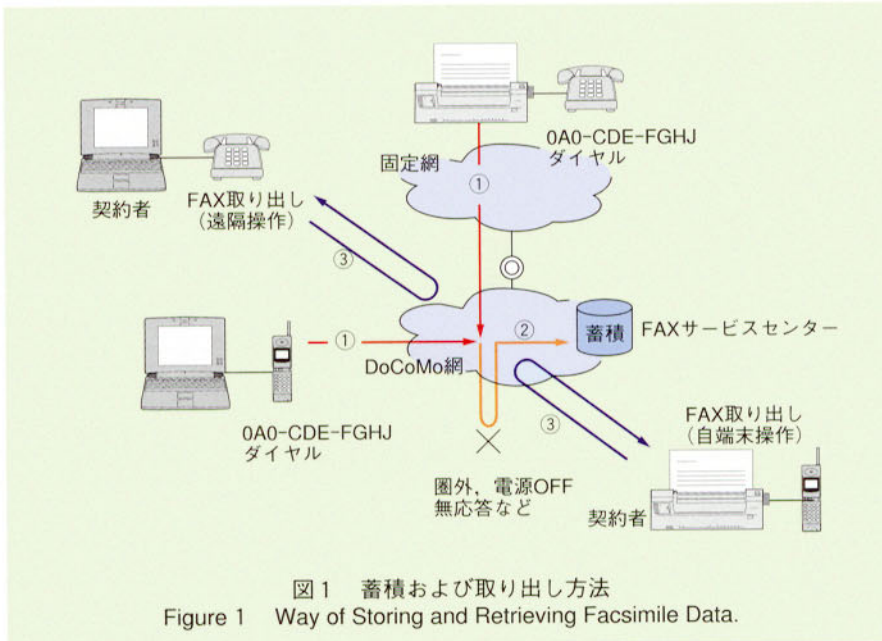 0A0-CDE-FGHJ
ダイヤル
固定網
①
契約者
FAX取り出し
(遠隔操作)
③
①
DoCoMo網
②
蓄積
FAXサービスセンター
0A0-CDE-FGHJ
ダイヤル
③
圏外，電源OFF
無応答など
FAX取り出し
(自端末操作)
契約者
図1 蓄積および取り出し方法
Figure 1 Way of Storing and Retrieving Facsimile Data.